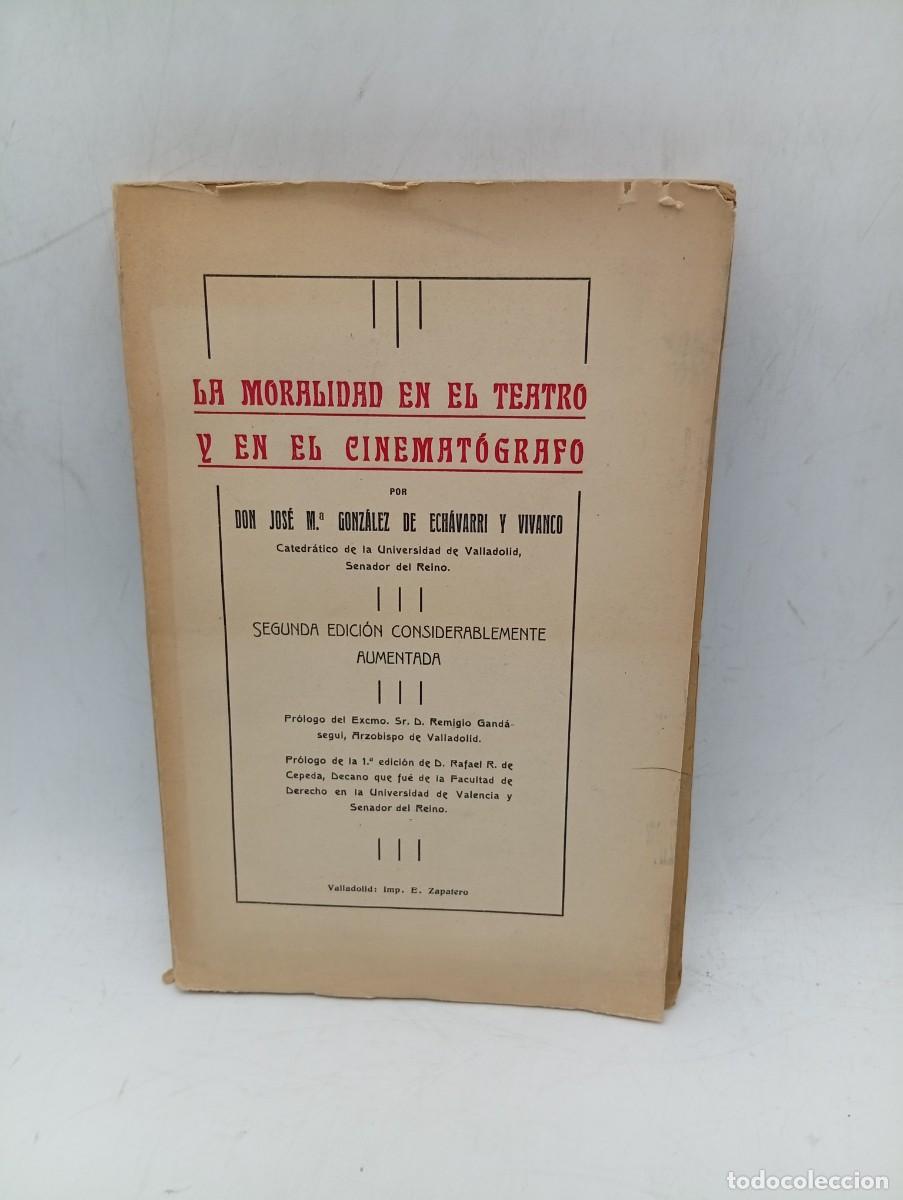 LA MORALIDAD EN EL TEATRO
Y EN EL CINEMATÓGRAFO
POR
DON JOSÉ M.ª GONZÁLEZ DE ECHÁVARRI Y VIVANCO
Catedrático de la Universidad de Valladolid,
Senador del Reino.
SEGUNDA EDICIÓN CONSIDERABLEMENTE
AUMENTADA
Prólogo del Excmo. Sr. D. Remigio Gandá-
segui, Arzobispo de Valladolid.
Prólogo de la 1.ª edición de D. Rafael R. de
Cepeda, Decano que fué de la Facultad de
Derecho en la Universidad de Valencia y
Senador del Reino.
Valladolid: Imp. E. Zapatero
todocoleccion